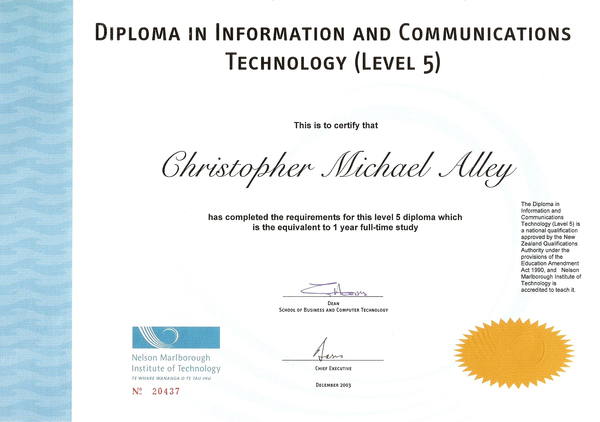 Diploma in Information and Communications
Technology (Level 5)
This is to certify that
Christopher Michael Alley
has completed the requirements for this level 5 diploma which
is the equivalent to 1 year full-time study
The Diploma in
Information and
Communications
Technology (Level 5) is
a national qualification
approved by the New
Zealand Qualifications
Authority under the
provisions of the
Education Amendment
Act 1990, and Nelson
Marlborough Institute of
Technology is
accredited to teach it.
Dean
School of Business and Computer Technology
Chief Executive
December 2003
Nelson Marlborough
Institute of Technology
TE WHARE WANANGA O TE TAU IHU
Nº 20437